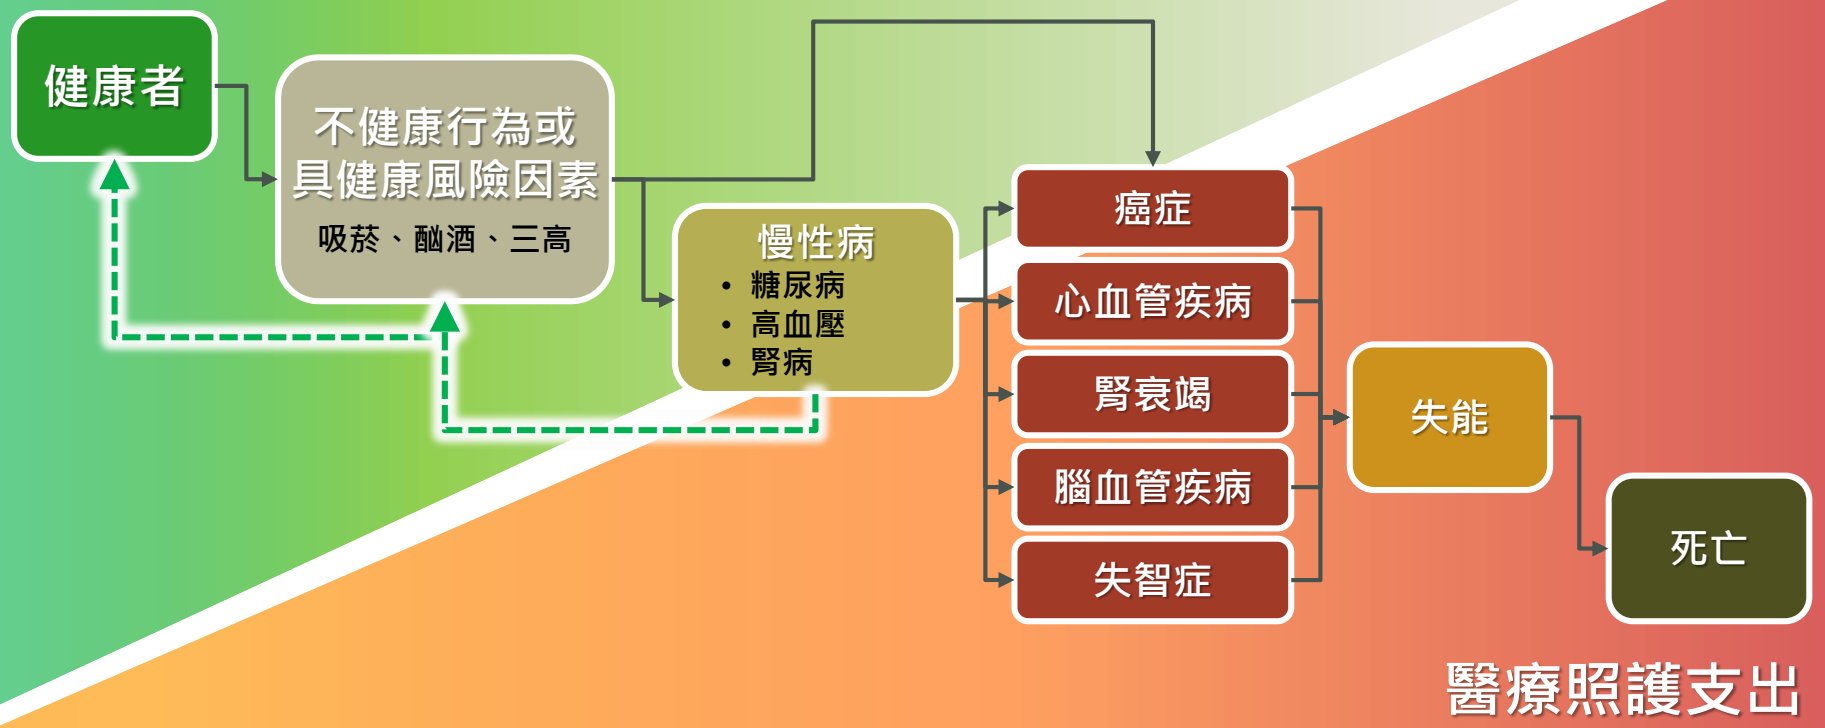 健康者
不健康行為或
具健康風險因素
吸菸、酗酒、三高
慢性病
• 糖尿病
• 高血壓
• 腎病
癌症
心血管疾病
腎衰竭
腦血管疾病
失智症
失能
死亡
醫療照護支出